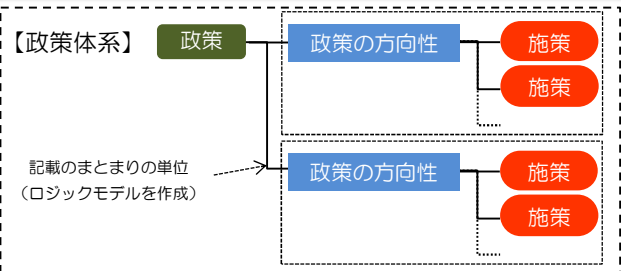 【政策体系】
政策
政策の方向性
施策
施策
記載のまとまりの単位
（ロジックモデルを作成）
政策の方向性
施策
施策